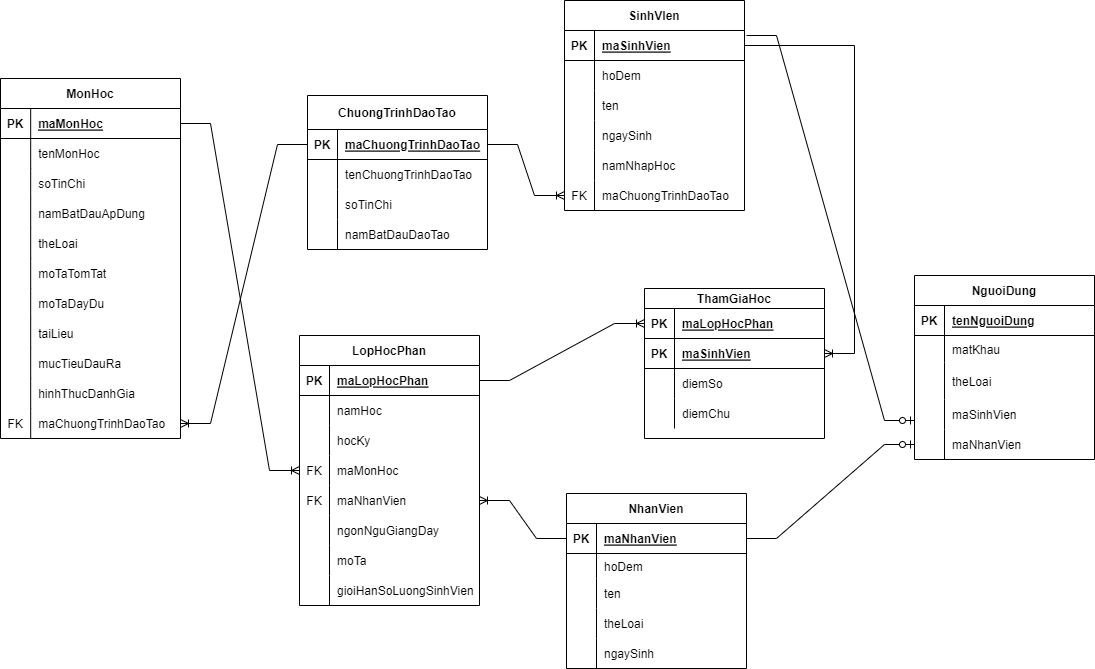 MonHoc
PK maMonHoc
tenMonHoc
soTinChi
namBatDauApDung
theLoai
moTaTomTat
moTaDayDu
taiLieu
mucTieuDauRa
hinhThucDanhGia
FK maChuongTrinhDaoTao
ChuongTrinhDaoTao
PK maChuongTrinhDaoTao
tenChuongTrinhDaoTao
soTinChi
namBatDauDaoTao
SinhVIen
PK maSinhVien
hoDem
ten
ngaySinh
namNhapHoc
FK maChuongTrinhDaoTao
LopHocPhan
PK maLopHocPhan
namHoc
hocKy
FK maMonHoc
FK maNhanVien
ngonNguGiangDay
moTa
gioiHanSoLuongSinhVien
ThamGiaHoc
PK maLopHocPhan
PK maSinhVien
diemSo
diemChu
NhanVien
PK maNhanVien
hoDem
ten
theLoai
ngaySinh
NguoiDung
PK tenNguoiDung
matKhau
theLoai
maSinhVien
maNhanVien